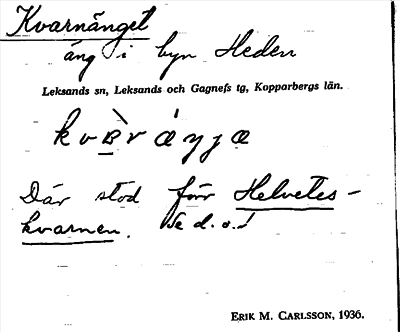 Kvarnänget
äng i byn Heden
Leksands sn, Leksands och Gagnefs tg, Kopparbergs län.
Där stod förr Helvetes-
kvarnen. Se d. o.!
ERIK M. CARLSSON, 1936.